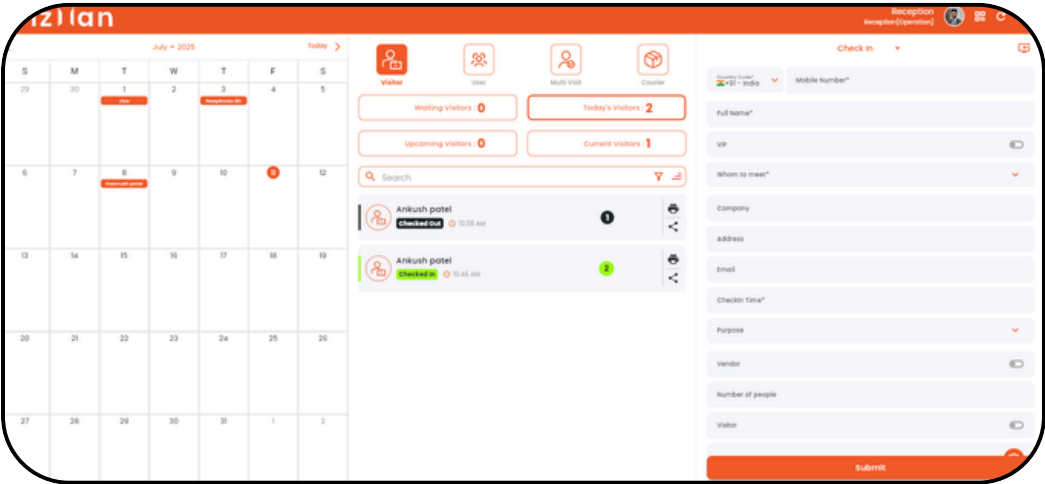 Reception
Reception(Operation)
July - 2025
Today
S M T W T F S
29 30 1 2 3 4 5
6 7 8 9 10 11 12
13 14 15 16 17 18 19
20 21 22 23 24 25 26
27 28 29 30 31 1 2
Visitor
User
Multi Visit
Courier
Waiting Visitors : 0
Today's Visitors : 2
Upcoming Visitors : 0
Current Visitors : 1
Search
Ankush patel
Checked Out 10:38 AM
1
Ankush patel
Checked In 10:45 AM
2
Check In
Country Code*
+91 - India
Mobile Number*
Full Name*
VIP
Whom to meet*
Company
Address
Email
Checkin Time*
Purpose
Vendor
Number of people
Visitor
Submit